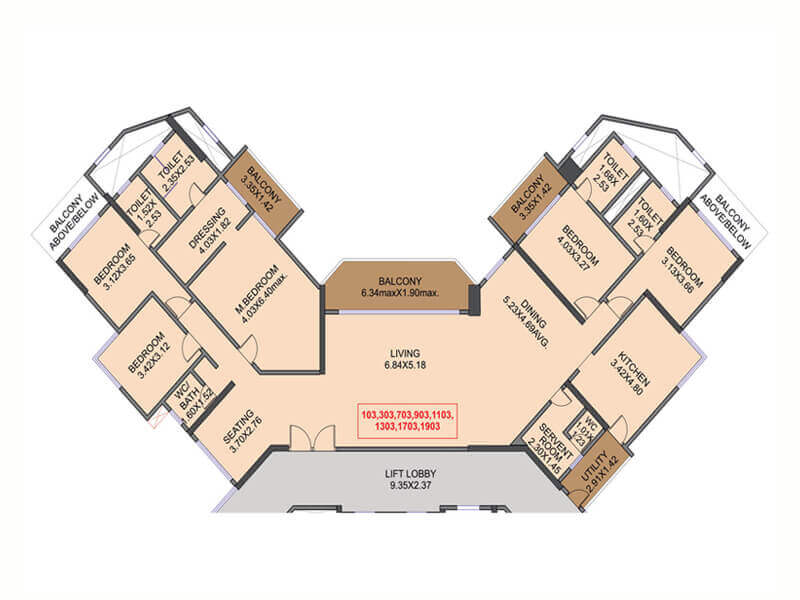 BALCONY
ABOVE/BELOW
TOILET
1.52X
2.53
TOILET
2.35X2.53
BALCONY
3.35X1.42
DRESSING
4.03X1.82
BEDROOM
3.12X3.65
M.BEDROOM
4.03X6.40max.
BEDROOM
3.42X3.12
WC/
BATH
.60X1.52
SEATING
3.70X2.76
BALCONY
6.34maxX1.90max.
LIVING
6.84X5.18
103,303,703,903,1103,
1303,1703,1903
LIFT LOBBY
9.35X2.37
BALCONY
3.35X1.42
TOILET
1.66X
2.53
TOILET
1.60X
2.53
BALCONY
ABOVE/BELOW
BEDROOM
4.03X3.27
BEDROOM
3.13X3.66
DINING
5.23X4.69AVG.
KITCHEN
3.42X4.80
WC
1.01X
1.23
SERVENT
ROOM
2.30X1.45
UTILITY
2.91X1.42